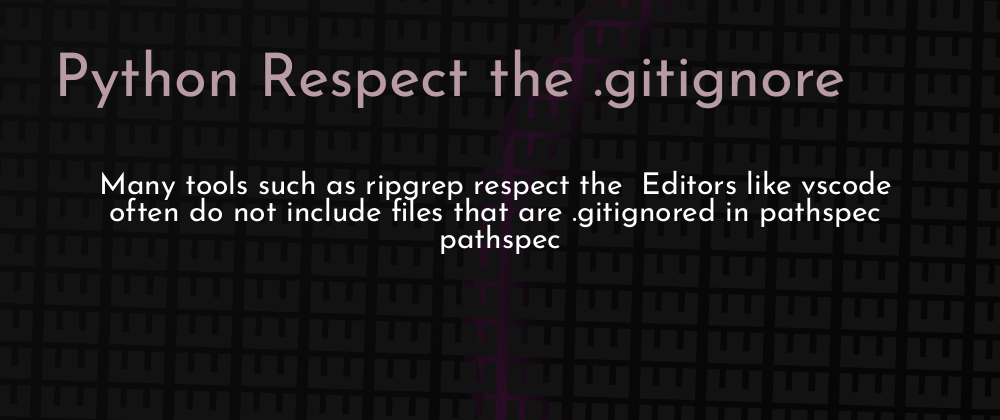 Python Respect the .gitignore
Many tools such as ripgrep respect the  Editors like vscode
often do not include files that are .gitignored in pathspec
pathspec